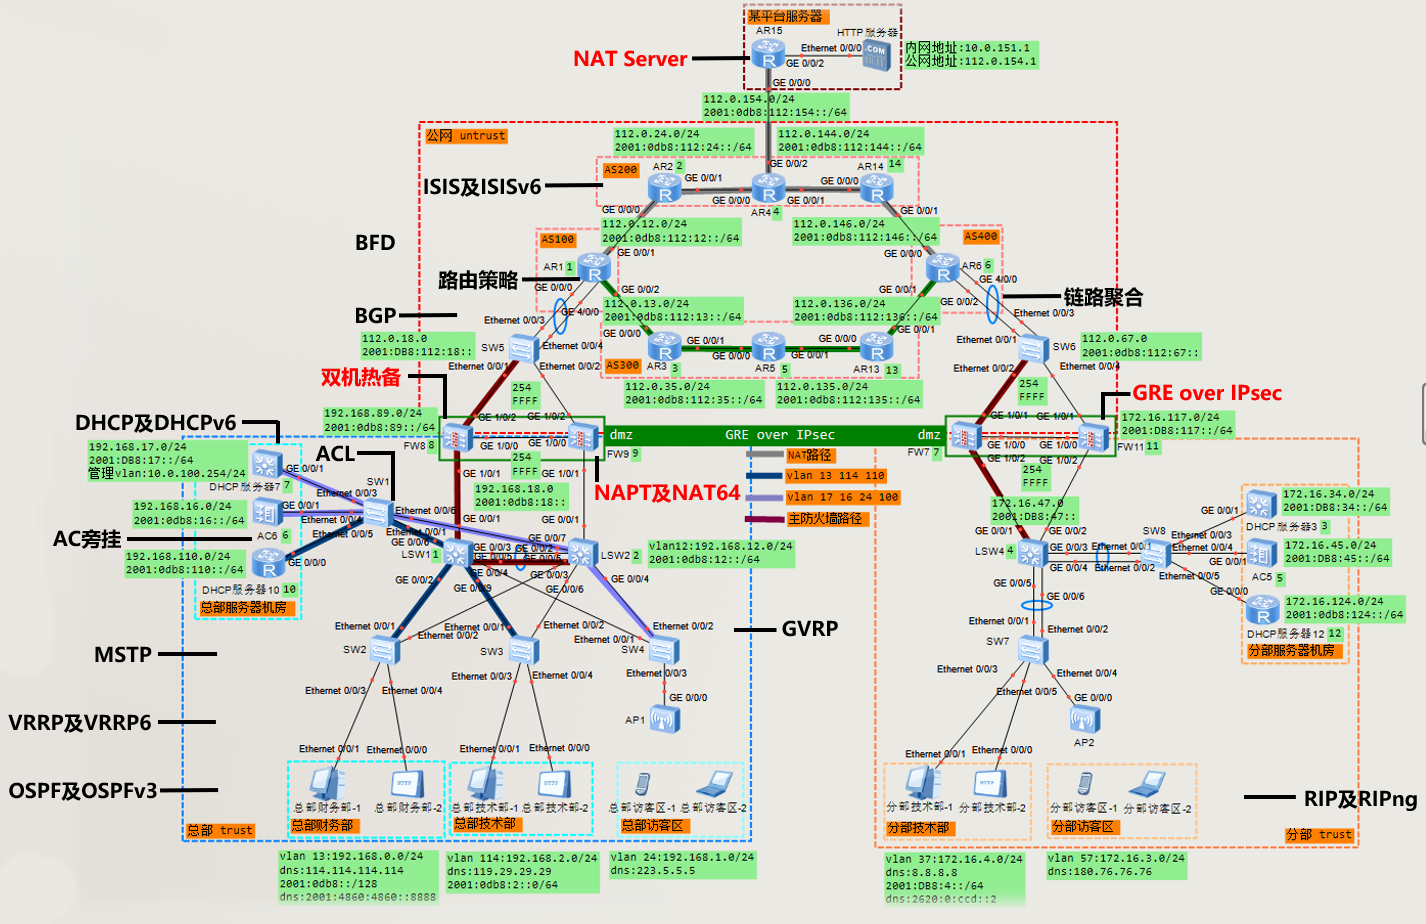 某平台服务器
AR15
HTTP服务器
Ethernet 0/0/0
GE 0/0/2
内网地址:10.0.151.1
公网地址:112.0.154.1
NAT Server
GE 0/0/0
112.0.154.0/24
2001:0db8:112:154::/64
公网 untrust
112.0.24.0/24
2001:0db8:112:24::/64
112.0.144.0/24
2001:0db8:112:144::/64
GE 0/0/2
AS200
AR2 2
AR14 14
GE 0/0/1
GE 0/0/0
ISIS及ISISv6
GE 0/0/0
GE 0/0/0
GE 0/0/1
AR4 4
GE 0/0/1
112.0.12.0/24
2001:0db8:112:12::/64
112.0.146.0/24
2001:0db8:112:146::/64
BFD
AS100
AS400
GE 0/0/1
GE 0/0/0
AR1 1
AR6 6
路由策略
GE 0/0/0
GE 0/0/2
GE 4/0/0
GE 0/0/1
GE 0/0/2
GE 4/0/0
链路聚合
112.0.13.0/24
2001:0db8:112:13::/64
112.0.136.0/24
2001:0db8:112:136::/64
BGP
Ethernet 0/0/3
Ethernet 0/0/3
112.0.18.0
2001:DB8:112:18::
SW5
Ethernet 0/0/4
GE 0/0/0
GE 0/0/1
GE 0/0/0
GE 0/0/1
GE 0/0/0
GE 0/0/1
SW6
112.0.67.0
2001:0db8:112:67::
AS300
AR3 3
AR5 5
AR13 13
Ethernet 0/0/1
Ethernet 0/0/2
Ethernet 0/0/2
Ethernet 0/0/1
Ethernet 0/0/4
双机热备
254
FFFF
112.0.35.0/24
2001:0db8:112:35::/64
112.0.135.0/24
2001:0db8:112:135::/64
254
FFFF
GRE over IPsec
192.168.89.0/24
2001:0db8:89::/64
GE 1/0/2
GE 1/0/2
GE 1/0/1
GE 1/0/1
172.16.117.0/24
2001:DB8:117::/64
DHCP及DHCPv6
FW8 8
GE 1/0/0
GE 1/0/0
FW9 9
dmz
GRE over IPsec
dmz
FW7 7
GE 1/0/0
GE 1/0/0
FW11 11
192.168.17.0/24
2001:DB8:17::/64
管理vlan:10.0.100.254/24
ACL
GE 0/0/1
254
FFFF
GE 1/0/1
GE 1/0/1
NAT路径
vlan 13 114 110
vlan 17 16 24 100
主防火墙路径
GE 1/0/2
GE 1/0/2
254
FFFF
DHCP服务器7 7
SW1
Ethernet 0/0/3
192.168.18.0
2001:0db8:18::
NAPT及NAT64
172.16.47.0
2001:DB8:47::
172.16.34.0/24
2001:DB8:34::/64
192.168.16.0/24
2001:0db8:16::/64
GE 0/0/1
Ethernet 0/0/6
AC6 6
AC旁挂
192.168.110.0/24
2001:0db8:110::/64
GE 0/0/0
DHCP服务器10 10
总部服务器机房
GE 0/0/1
GE 0/0/1
GE 0/0/7
LSW1 1
GE 0/0/3
GE 0/0/4
GE 0/0/3
LSW2 2
GE 0/0/2
GE 0/0/6
GE 0/0/4
vlan12:192.168.12.0/24
2001:0db8:12::/64
GE 0/0/1
LSW4 4
GE 0/0/3
GE 0/0/4
Ethernet 0/0/1
Ethernet 0/0/2
SW8
Ethernet 0/0/3
Ethernet 0/0/4
Ethernet 0/0/5
GE 0/0/1
GE 0/0/0
DHCP服务器3 3
172.16.45.0/24
2001:DB8:45::/64
AC5 5
172.16.124.0/24
2001:0db8:124::/64
DHCP服务器12 12
分部服务器机房
GE 0/0/5
GE 0/0/6
GVRP
MSTP
Ethernet 0/0/1
Ethernet 0/0/2
SW2
Ethernet 0/0/1
Ethernet 0/0/2
SW3
Ethernet 0/0/2
Ethernet 0/0/1
SW4
Ethernet 0/0/1
Ethernet 0/0/2
SW7
Ethernet 0/0/3
Ethernet 0/0/4
Ethernet 0/0/3
Ethernet 0/0/4
Ethernet 0/0/3
Ethernet 0/0/3
Ethernet 0/0/5
GE 0/0/0
GE 0/0/0
VRRP及VRRP6
AP1
AP2
Ethernet 0/0/1
Ethernet 0/0/0
Ethernet 0/0/1
Ethernet 0/0/0
Ethernet 0/0/1
Ethernet 0/0/0
OSPF及OSPFv3
RIP及RIPng
总部财务部-1
总部财务部-2
总部技术部-1
总部技术部-2
总部访客区-1
总部访客区-2
分部技术部-1
分部技术部-2
分部访客区-1
分部访客区-2
总部 trust
总部财务部
总部技术部
总部访客区
分部技术部
分部访客区
分部 trust
vlan 13:192.168.0.0/24
dns:114.114.114.114
2001:0db8::/128
dns:2001:4860:4860::8888
vlan 114:192.168.2.0/24
dns:119.29.29.29
2001:0db8:2::0/64
vlan 24:192.168.1.0/24
dns:223.5.5.5
vlan 37:172.16.4.0/24
dns:8.8.8.8
2001:DB8:4::/64
dns:2620:0:ccd::2
vlan 57:172.16.3.0/24
dns:180.76.76.76